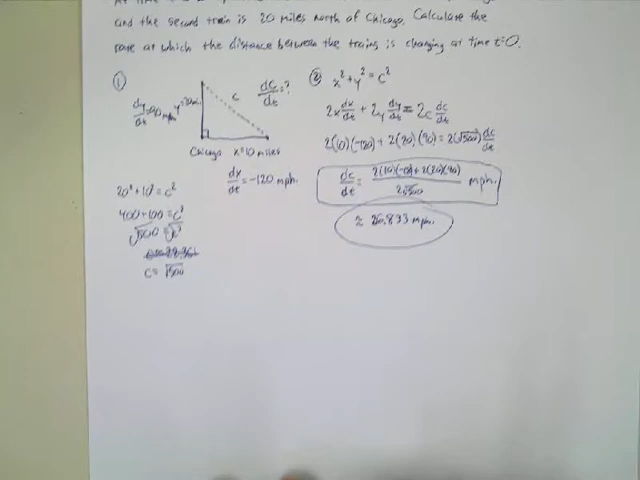 and the second train is 20 miles north of Chicago. Calculate the
rate at which the distance between the trains is changing at time t=0.
①
dy/dt = 90 mph
c
dc/dt = ?
Chicago x=10 miles
dx/dt = -120 mph.
20² + 10² = c²
400 + 100 = c²
√500 = √c²
c = √500
② x² + y² = c²
2x dx/dt + 2y dy/dt = 2c dc/dt
2(10)(-120) + 2(20)(90) = 2(√500) dc/dt
dc/dt = 2(10)(-120) + 2(20)(90) / 2√500 mph.
≈ 26.833 mph.